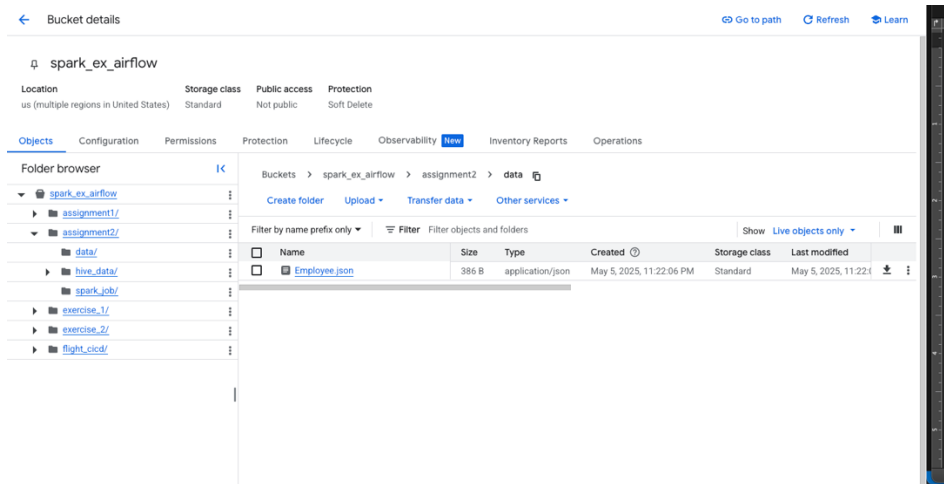 Bucket details
Go to path Refresh Learn
spark_ex_airflow
Location Storage class Public access Protection
us (multiple regions in United States) Standard Not public Soft Delete
Objects Configuration Permissions Protection Lifecycle Observability New Inventory Reports Operations
Folder browser
spark_ex_airflow
assignment1/
assignment2/
data/
hive_data/
spark_job/
exercise_1/
exercise_2/
flight_cicd/
Buckets > spark_ex_airflow > assignment2 > data
Create folder Upload Transfer data Other services
Filter by name prefix only Filter Filter objects and folders Show Live objects only
Name Size Type Created Storage class Last modified
Employee.json 386 B application/json May 5, 2025, 11:22:06 PM Standard May 5, 2025, 11:22:0